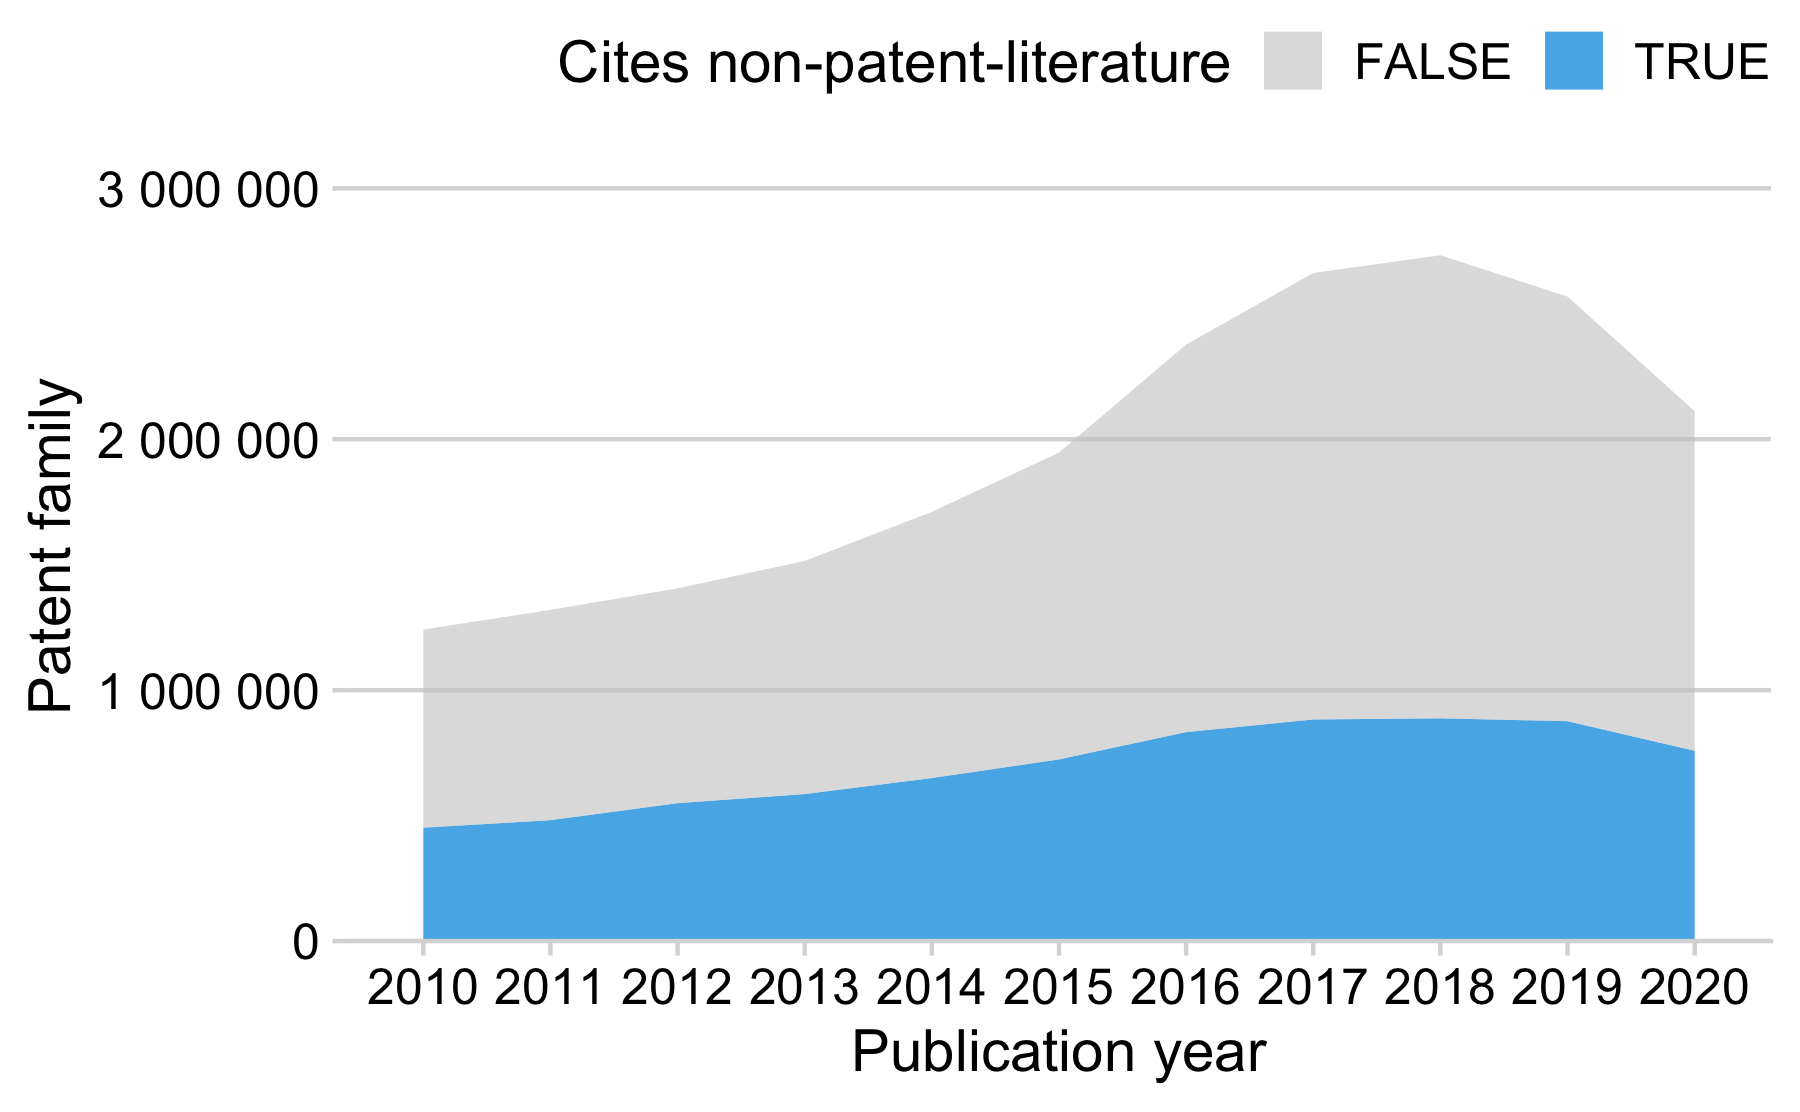 Cites non-patent-literature FALSE TRUE
3 000 000
2 000 000
1 000 000
0
Patent family
2010 2011 2012 2013 2014 2015 2016 2017 2018 2019 2020
Publication year